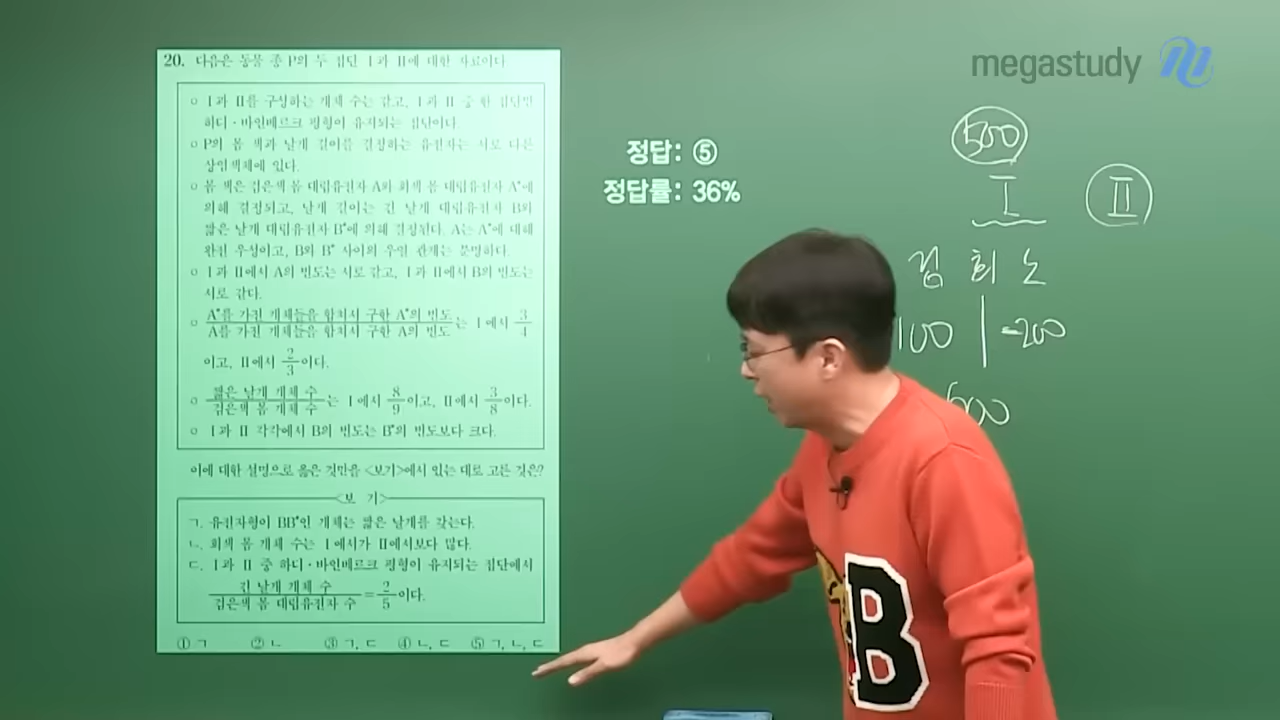 megastudy
20. 다음은 동물 종 P의 두 집단 Ⅰ과 Ⅱ에 대한 자료이다.
○ Ⅰ과 Ⅱ를 구성하는 개체 수는 같고, Ⅰ과 Ⅱ 중 한 집단만
하디·바인베르크 평형이 유지되는 집단이다.
○ P의 몸 색과 날개 길이를 결정하는 유전자는 서로 다른
상염색체에 있다.
○ 몸 색은 검은색 몸 대립유전자 A와 회색 몸 대립유전자 A*에
의해 결정되고, 날개 길이는 긴 날개 대립유전자 B와
짧은 날개 대립유전자 B*에 의해 결정된다. A는 A*에 대해
완전 우성이고, B와 B* 사이의 우열 관계는 분명하다.
○ Ⅰ과 Ⅱ에서 A의 빈도는 서로 같고, Ⅰ과 Ⅱ에서 B의 빈도는
서로 같다.
○ A*를 가진 개체들을 합쳐서 구한 A*의 빈도 / A를 가진 개체들을 합쳐서 구한 A의 빈도 는 Ⅰ에서 3/4
이고, Ⅱ에서 2/3이다.
○ 짧은 날개 개체 수 / 검은색 몸 개체 수 는 Ⅰ에서 8/9이고, Ⅱ에서 3/8이다.
○ Ⅰ과 Ⅱ 각각에서 B의 빈도는 B*의 빈도보다 크다.
이에 대한 설명으로 옳은 것만을 <보기>에서 있는 대로 고른 것은?
<보 기>
ㄱ. 유전자형이 BB*인 개체는 짧은 날개를 갖는다.
ㄴ. 회색 몸 개체 수는 Ⅰ에서가 Ⅱ에서보다 많다.
ㄷ. Ⅰ과 Ⅱ 중 하디·바인베르크 평형이 유지되는 집단에서
긴 날개 개체 수 / 검은색 몸 대립유전자 수 = 2/5이다.
① ㄱ ② ㄴ ③ ㄱ, ㄷ ④ ㄴ, ㄷ ⑤ ㄱ, ㄴ, ㄷ
정답: ⑤
정답률: 36%
500
Ⅰ Ⅱ
검 회 노
100 200
B